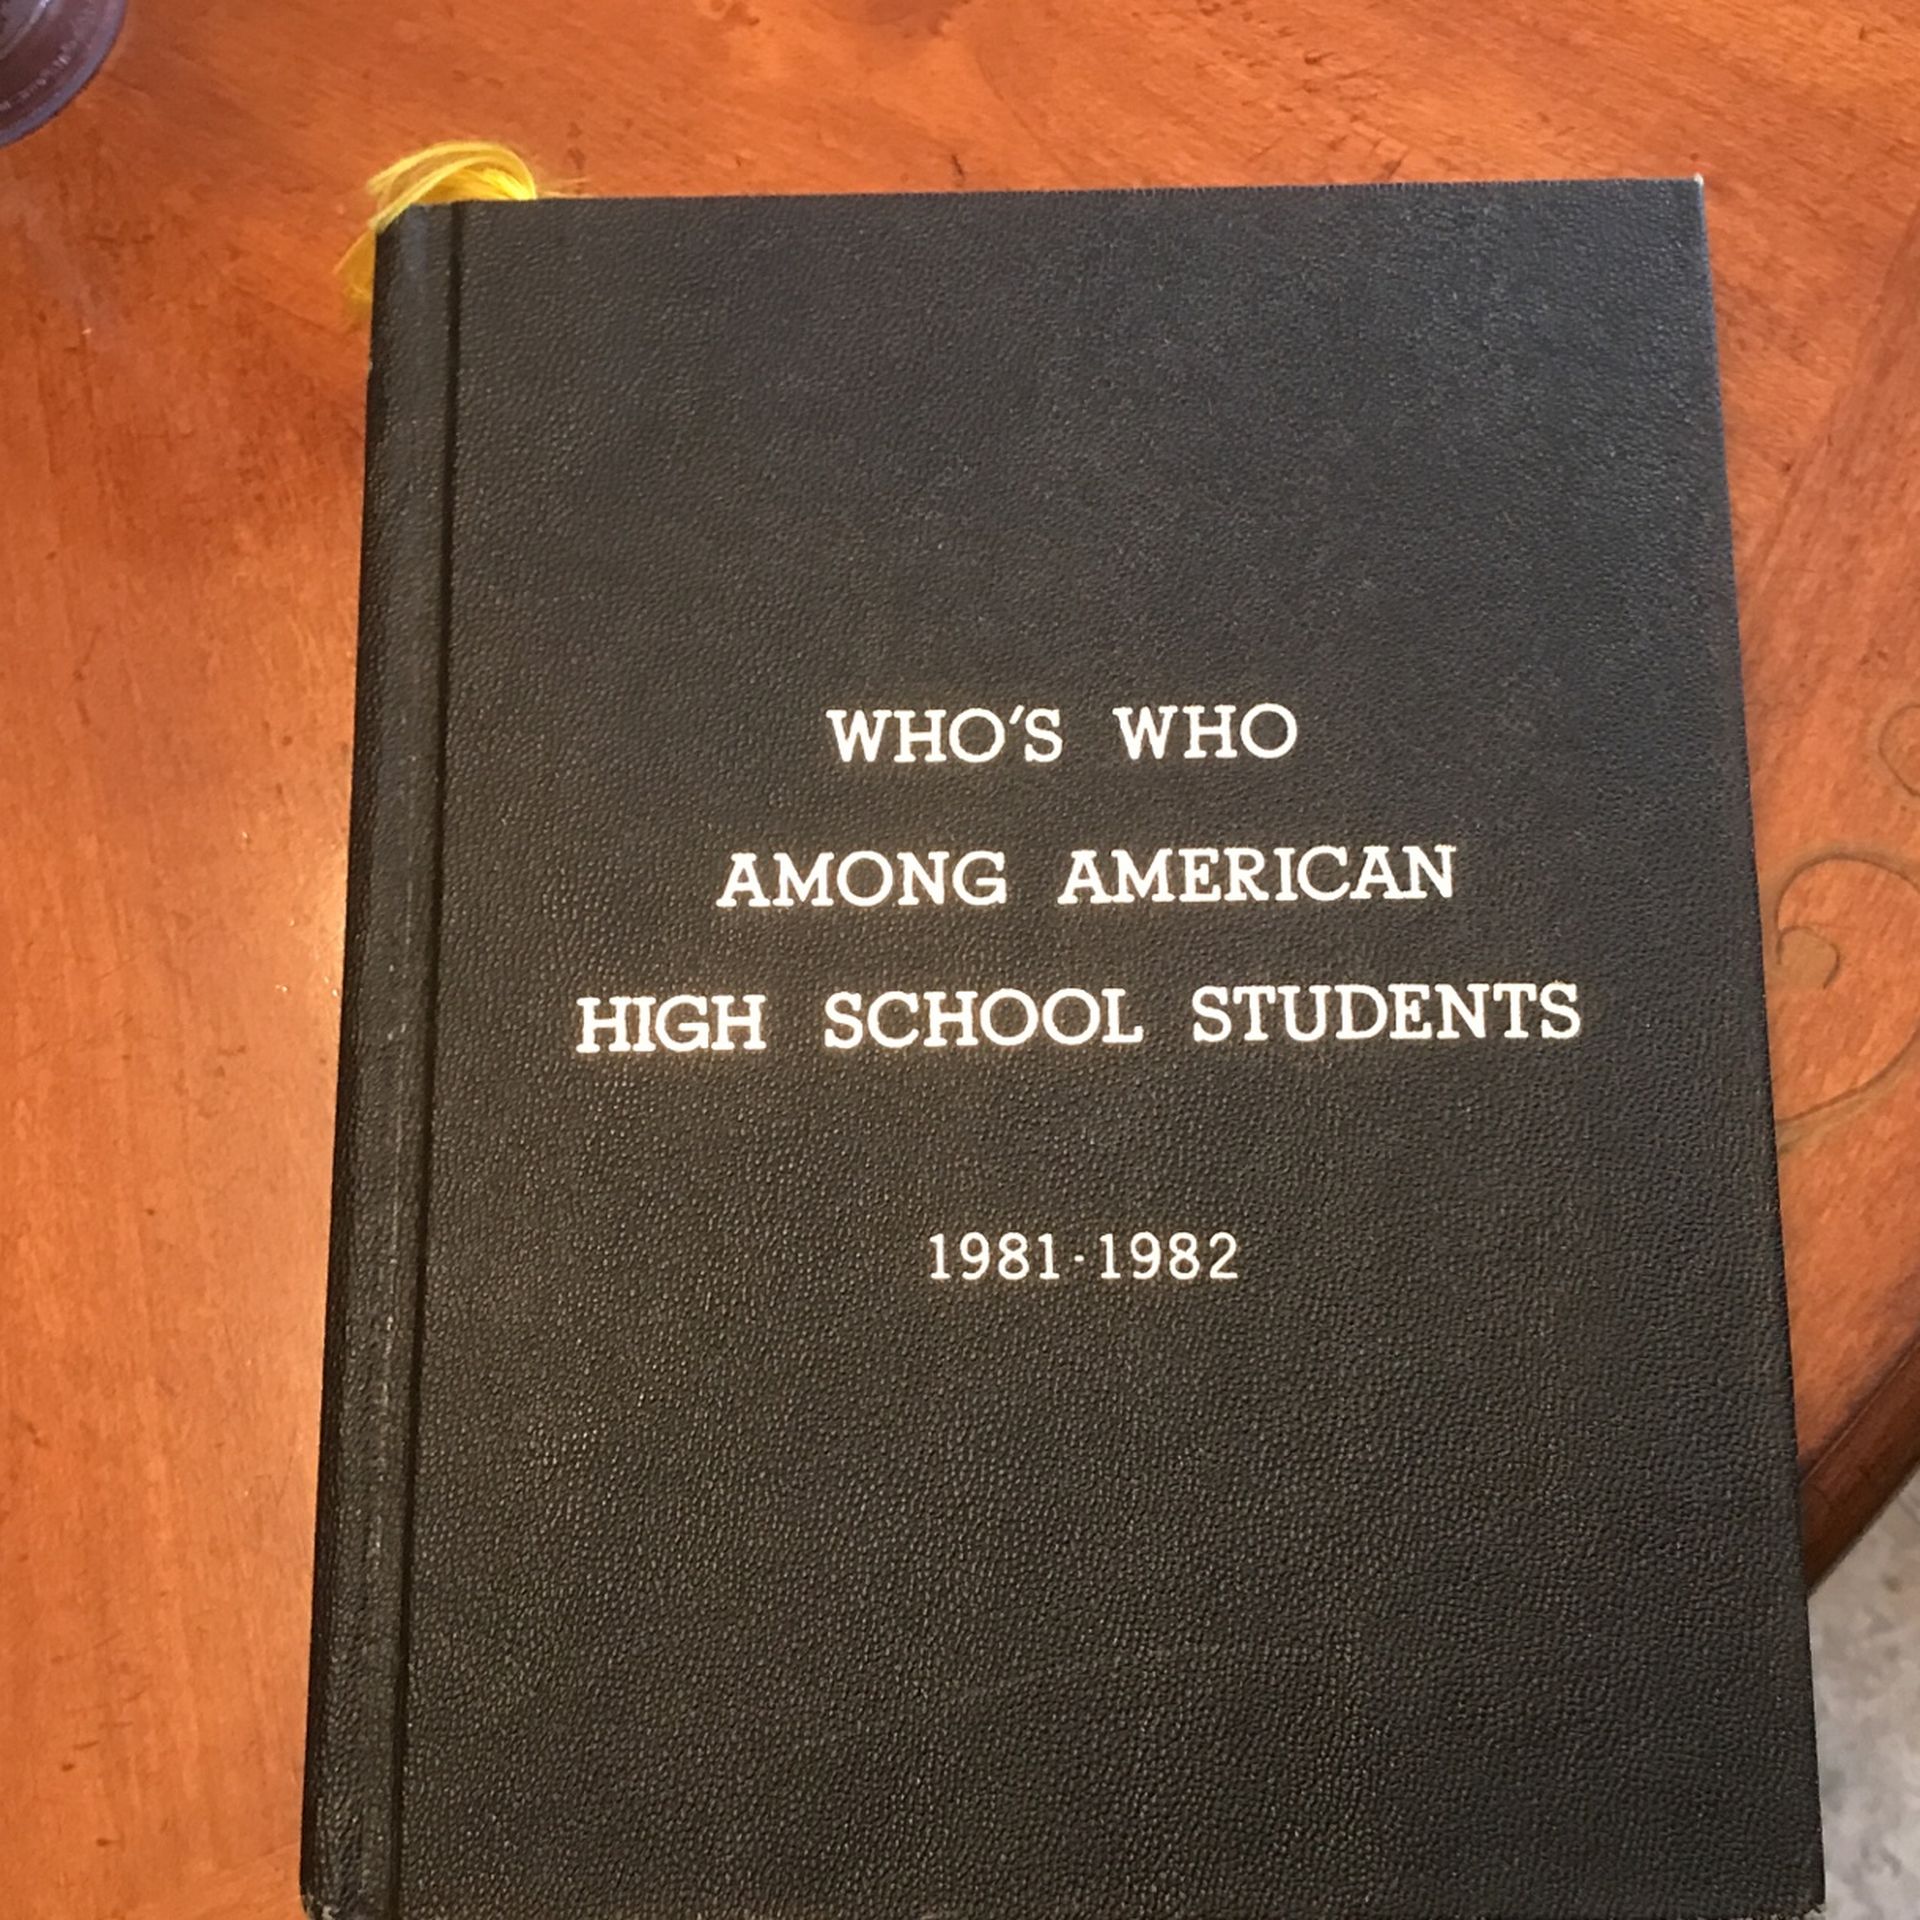 WHO'S WHO
AMONG AMERICAN
HIGH SCHOOL STUDENTS
1981-1982